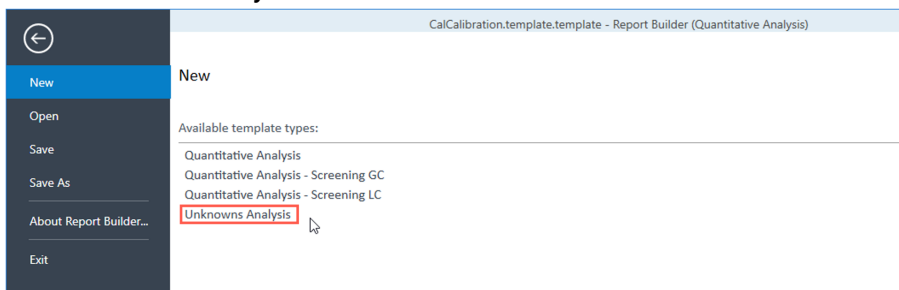 CalCalibration.template.template - Report Builder (Quantitative Analysis)
New
New
Open
Available template types:
Save
Quantitative Analysis
Quantitative Analysis - Screening GC
Save As
Quantitative Analysis - Screening LC
Unknowns Analysis
About Report Builder...
Exit